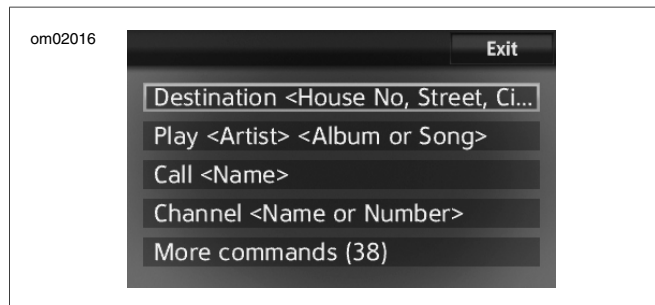 om02016
Exit
Destination <House No, Street, Ci...
Play <Artist> <Album or Song>
Call <Name>
Channel <Name or Number>
More commands (38)